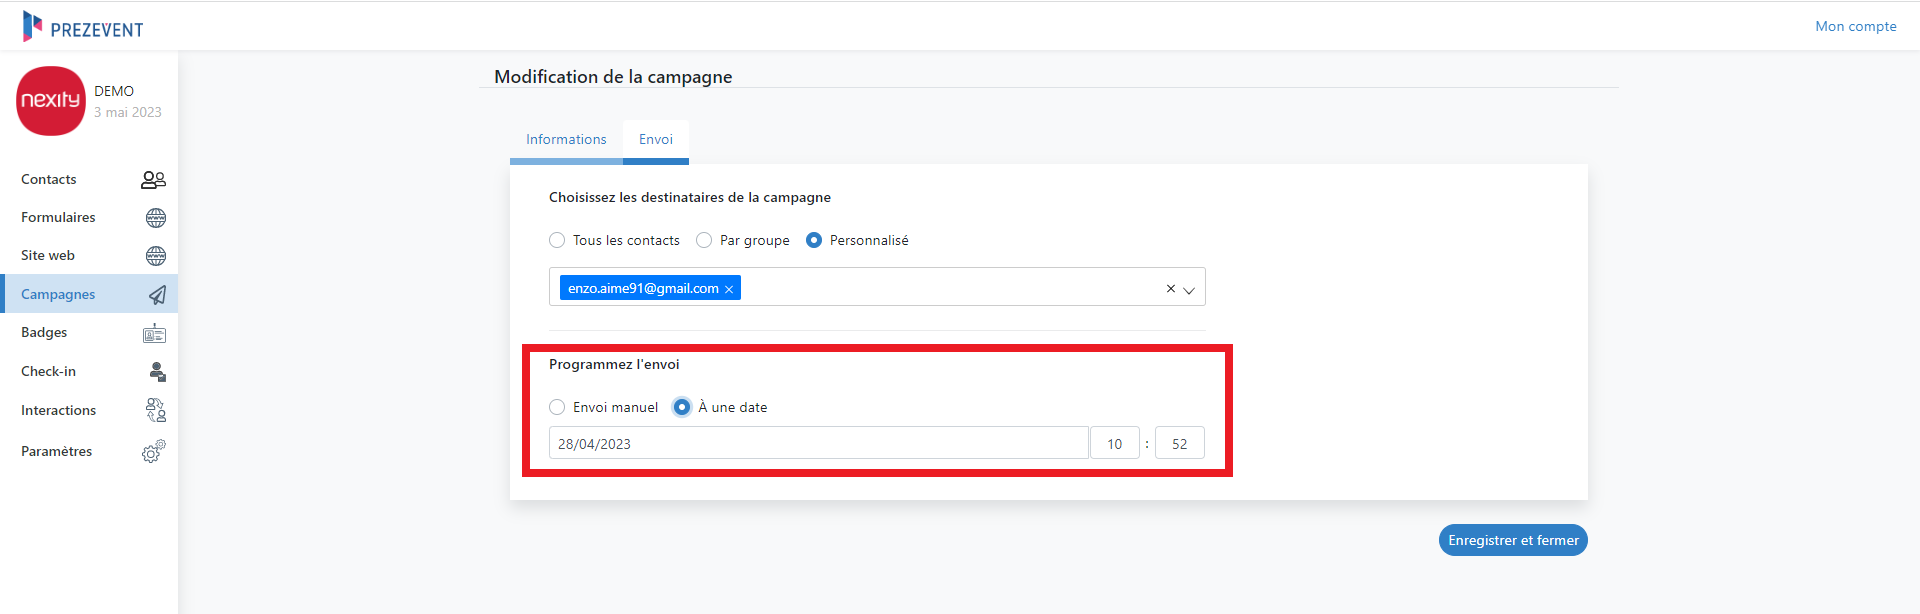 PREZEVENT
Mon compte
nexity
DEMO
3 mai 2023
Contacts
Formulaires
Site web
Campagnes
Badges
Check-in
Interactions
Paramètres
Modification de la campagne
Informations
Envoi
Choisissez les destinataires de la campagne
Tous les contacts
Par groupe
Personnalisé
enzo.aime91@gmail.com ×
Programmez l'envoi
Envoi manuel
À une date
28/04/2023
10 : 52
Enregistrer et fermer